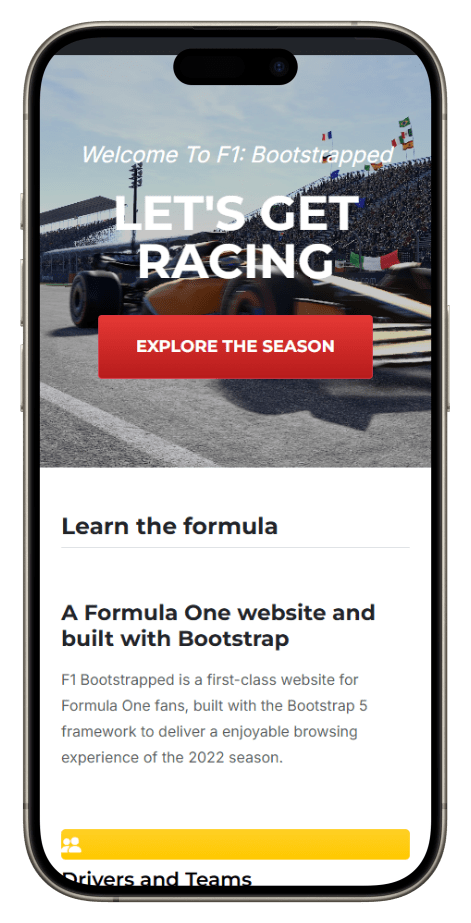 Welcome To F1: Bootstrapped
LET'S GET
RACING
EXPLORE THE SEASON
Learn the formula
A Formula One website and
built with Bootstrap
F1 Bootstrapped is a first-class website for
Formula One fans, built with the Bootstrap 5
framework to deliver a enjoyable browsing
experience of the 2022 season.
Drivers and Teams